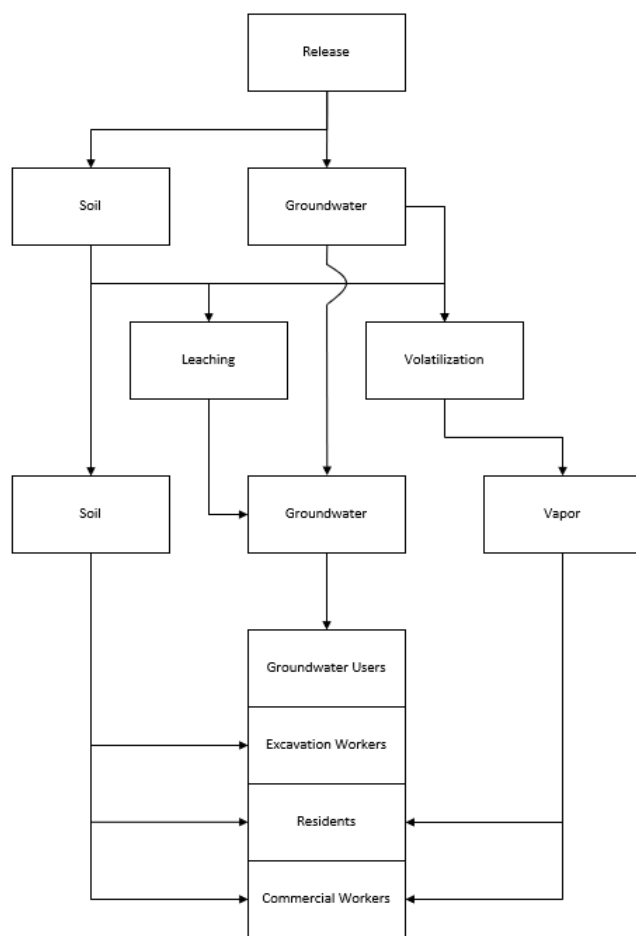 Release
Soil
Groundwater
Leaching
Volatilization
Soil
Groundwater
Vapor
Groundwater Users
Excavation Workers
Residents
Commercial Workers